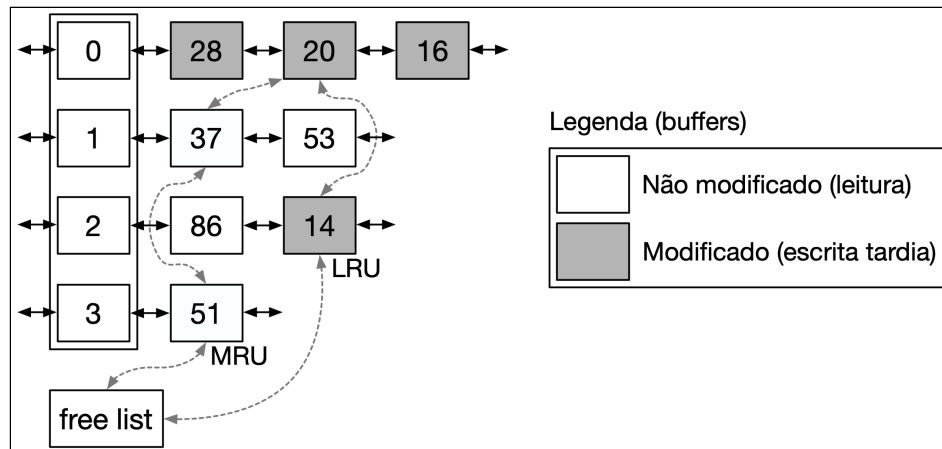 0 28 20 16
1 37 53
Legenda (buffers)
Não modificado (leitura)
2 86 14
Modificado (escrita tardia)
LRU
3 51
MRU
free list